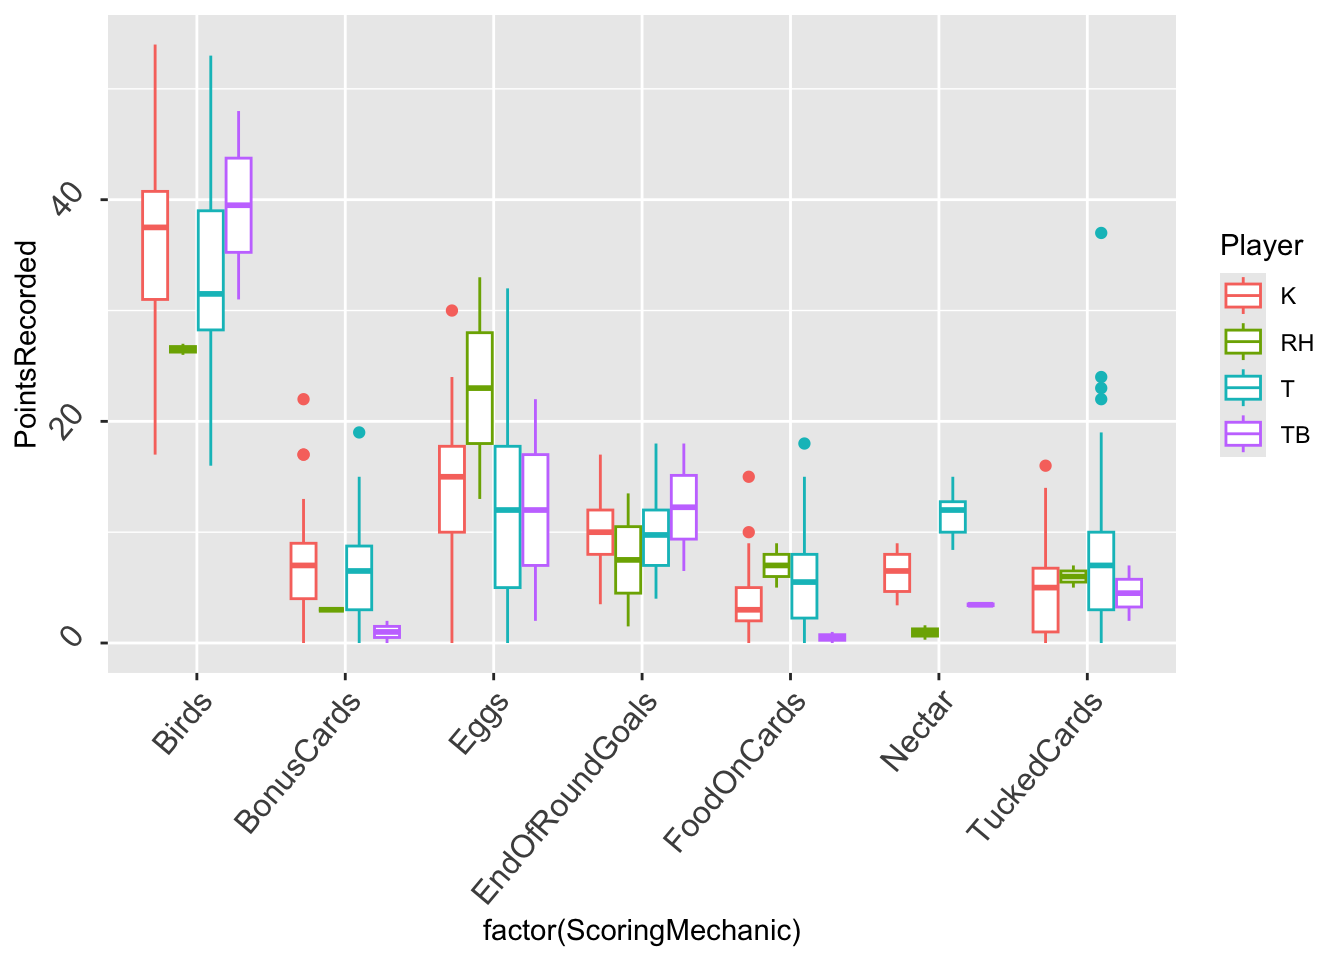 PointsRecorded
40
20
0
Birds
BonusCards
Eggs
EndOfRoundGoals
FoodOnCards
Nectar
TuckedCards
factor(ScoringMechanic)
Player
K
RH
T
TB